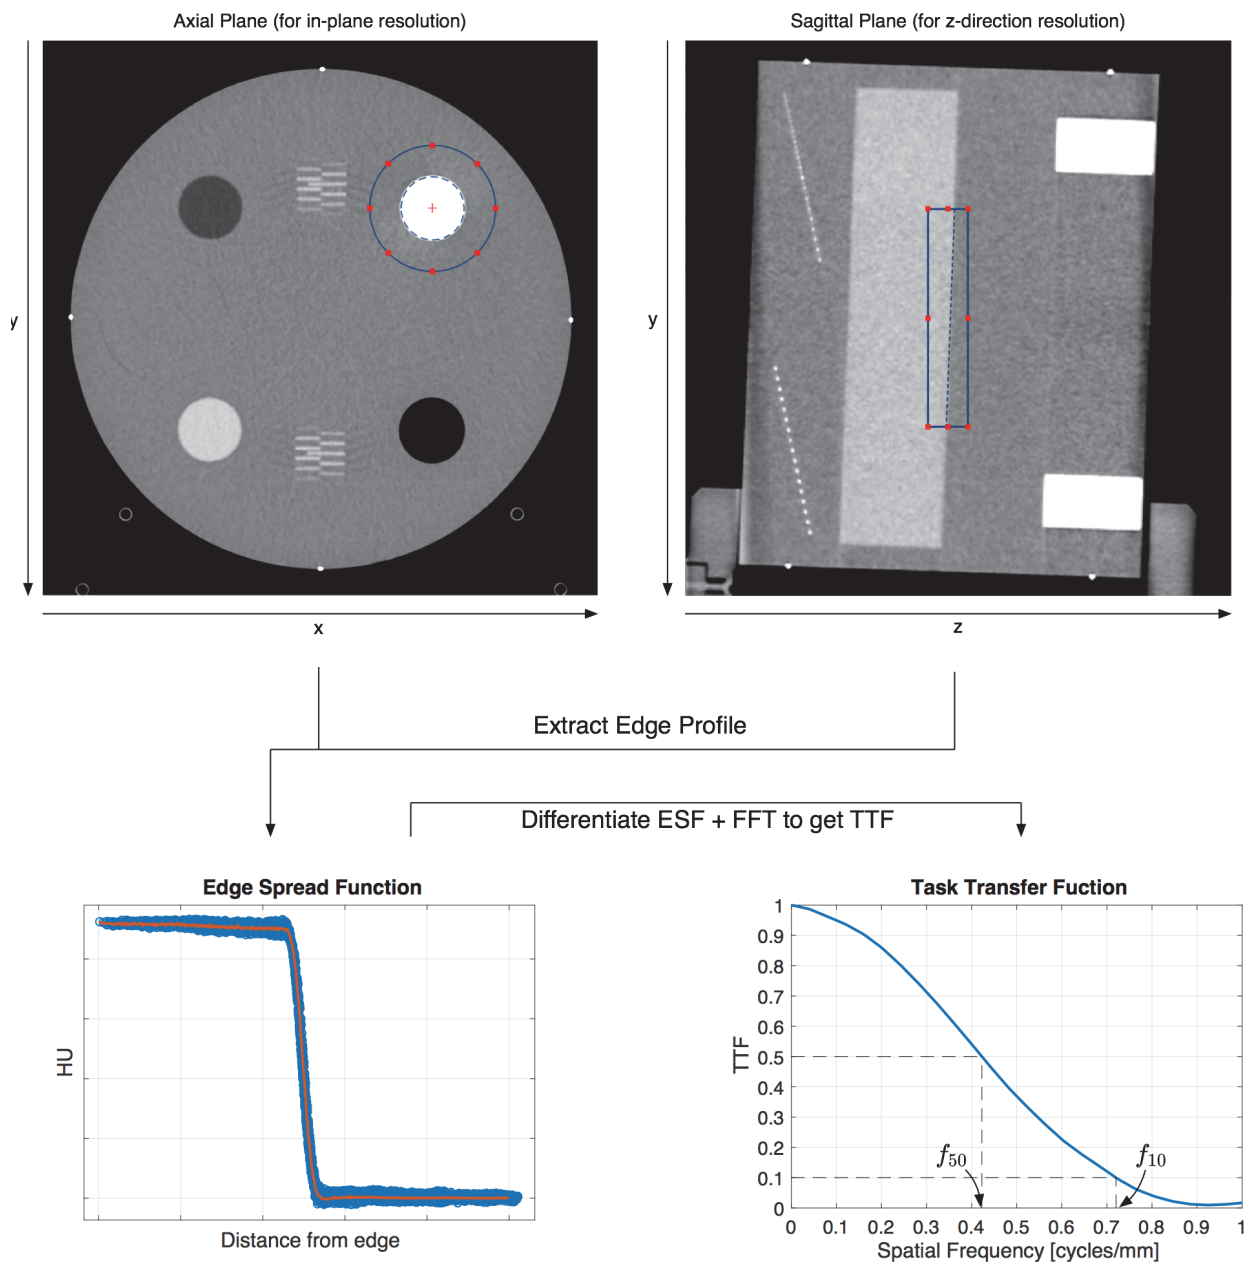 Axial Plane (for in-plane resolution)
Sagittal Plane (for z-direction resolution)
y
y
x
z
Extract Edge Profile
Differentiate ESF + FFT to get TTF
Edge Spread Function
HU
Distance from edge
Task Transfer Fuction
TTF
1
0.9
0.8
0.7
0.6
0.5
0.4
0.3
0.2
0.1
0
f50
f10
0 0.1 0.2 0.3 0.4 0.5 0.6 0.7 0.8 0.9 1
Spatial Frequency [cycles/mm]